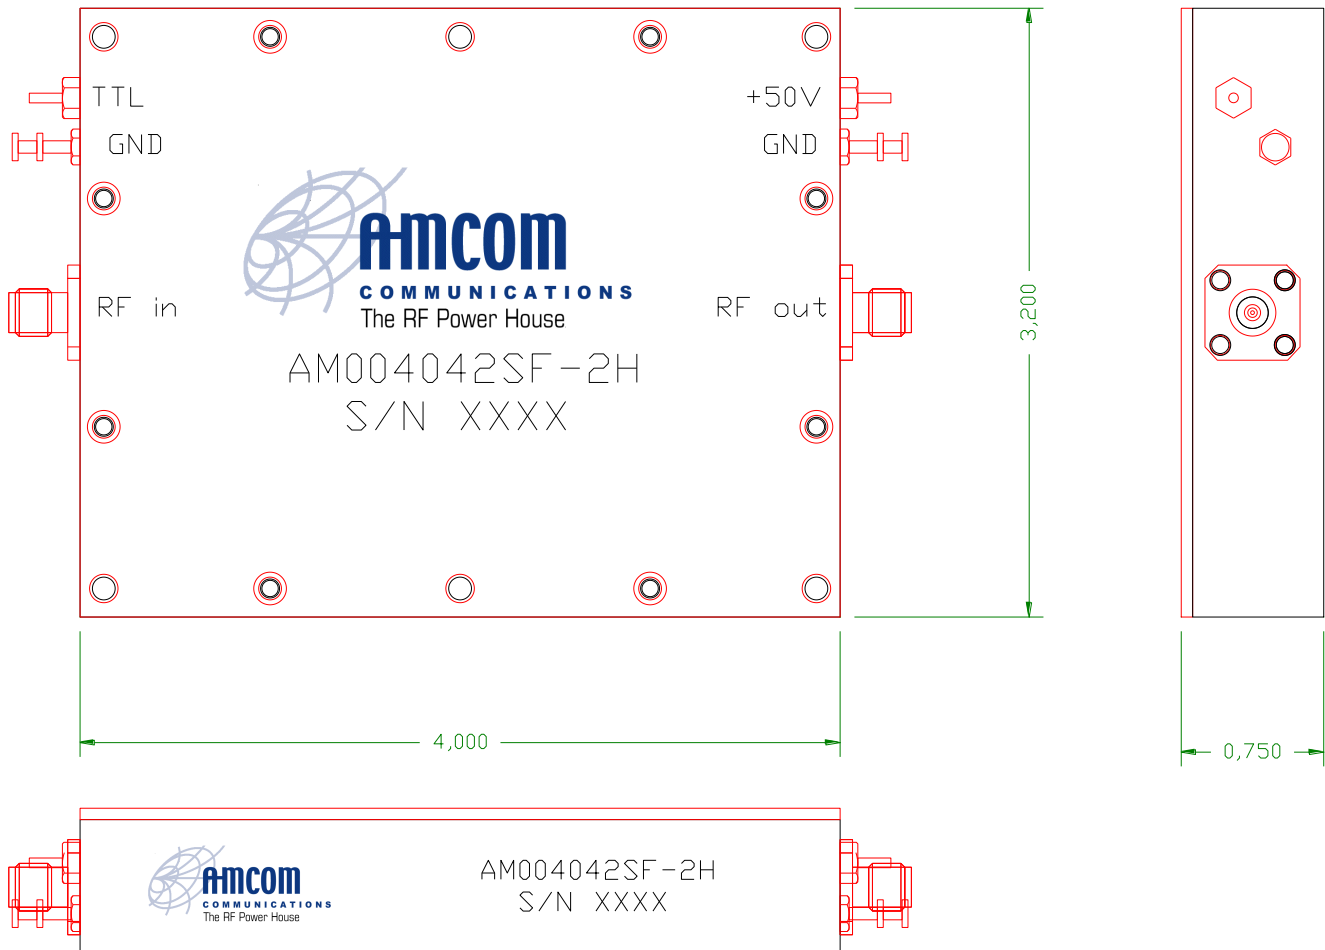 TTL
+50V
GND
GND
AMCOM
COMMUNICATIONS
The RF Power House
RF in
RF out
3,200
AM004042SF-2H
S/N XXXX
4,000
0,750
AMCOM
COMMUNICATIONS
The RF Power House
AM004042SF-2H
S/N XXXX